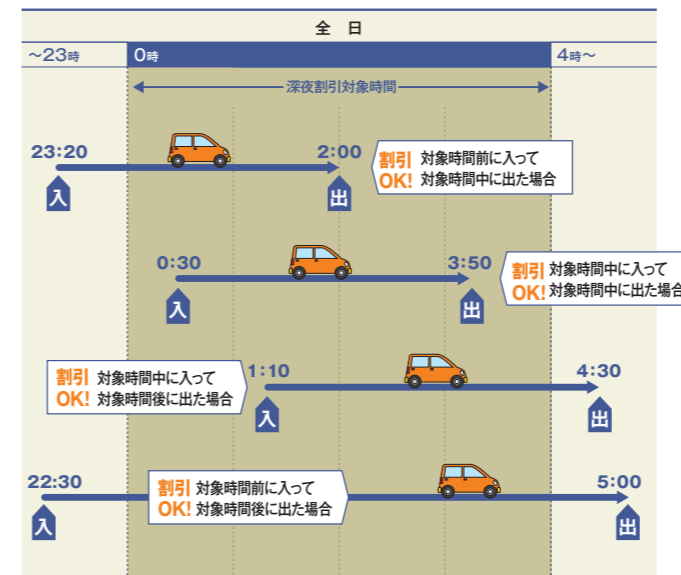 全 日
～23時 0時 4時～
深夜割引対象時間
23:20 2:00
割引 対象時間前に入って
OK! 対象時間中に出た場合
入 出
0:30 3:50
割引 対象時間中に入って
OK! 対象時間中に出た場合
入 出
割引 対象時間中に入って
OK! 対象時間後に出た場合
1:10 4:30
入 出
22:30 5:00
割引 対象時間前に入って
OK! 対象時間後に出た場合
入 出